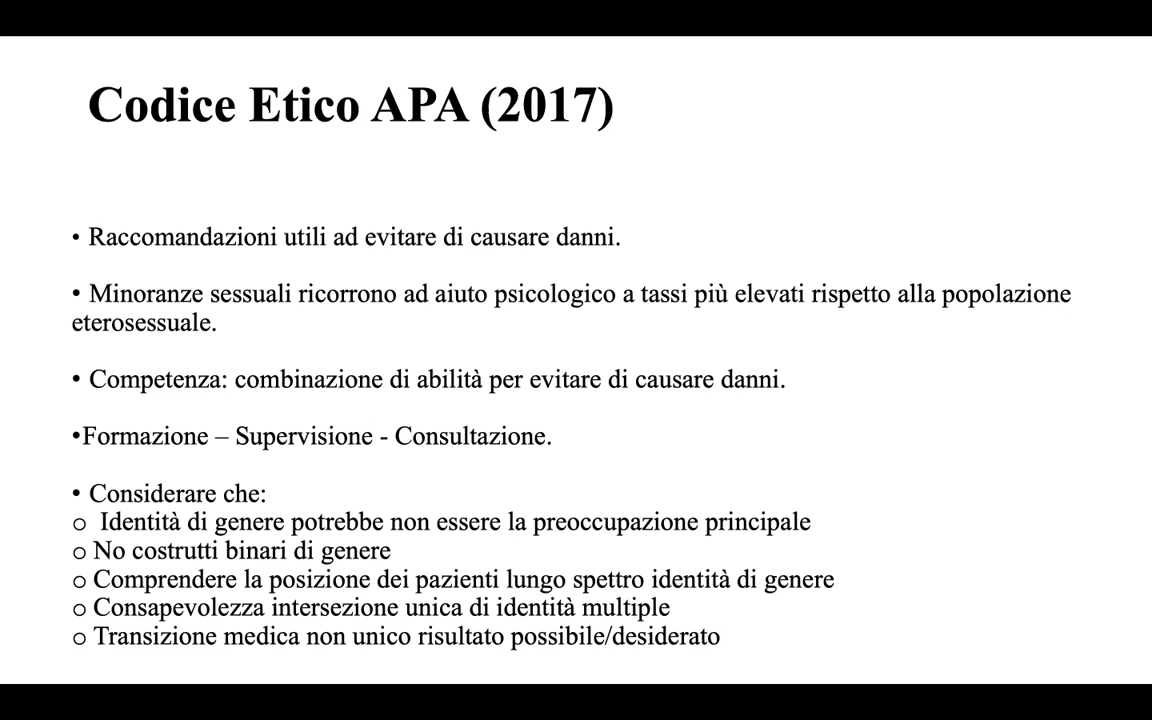 Codice Etico APA (2017)
• Raccomandazioni utili ad evitare di causare danni.
• Minoranze sessuali ricorrono ad aiuto psicologico a tassi più elevati rispetto alla popolazione
eterosessuale.
• Competenza: combinazione di abilità per evitare di causare danni.
•Formazione – Supervisione - Consultazione.
• Considerare che:
o Identità di genere potrebbe non essere la preoccupazione principale
o No costrutti binari di genere
o Comprendere la posizione dei pazienti lungo spettro identità di genere
o Consapevolezza intersezione unica di identità multiple
o Transizione medica non unico risultato possibile/desiderato